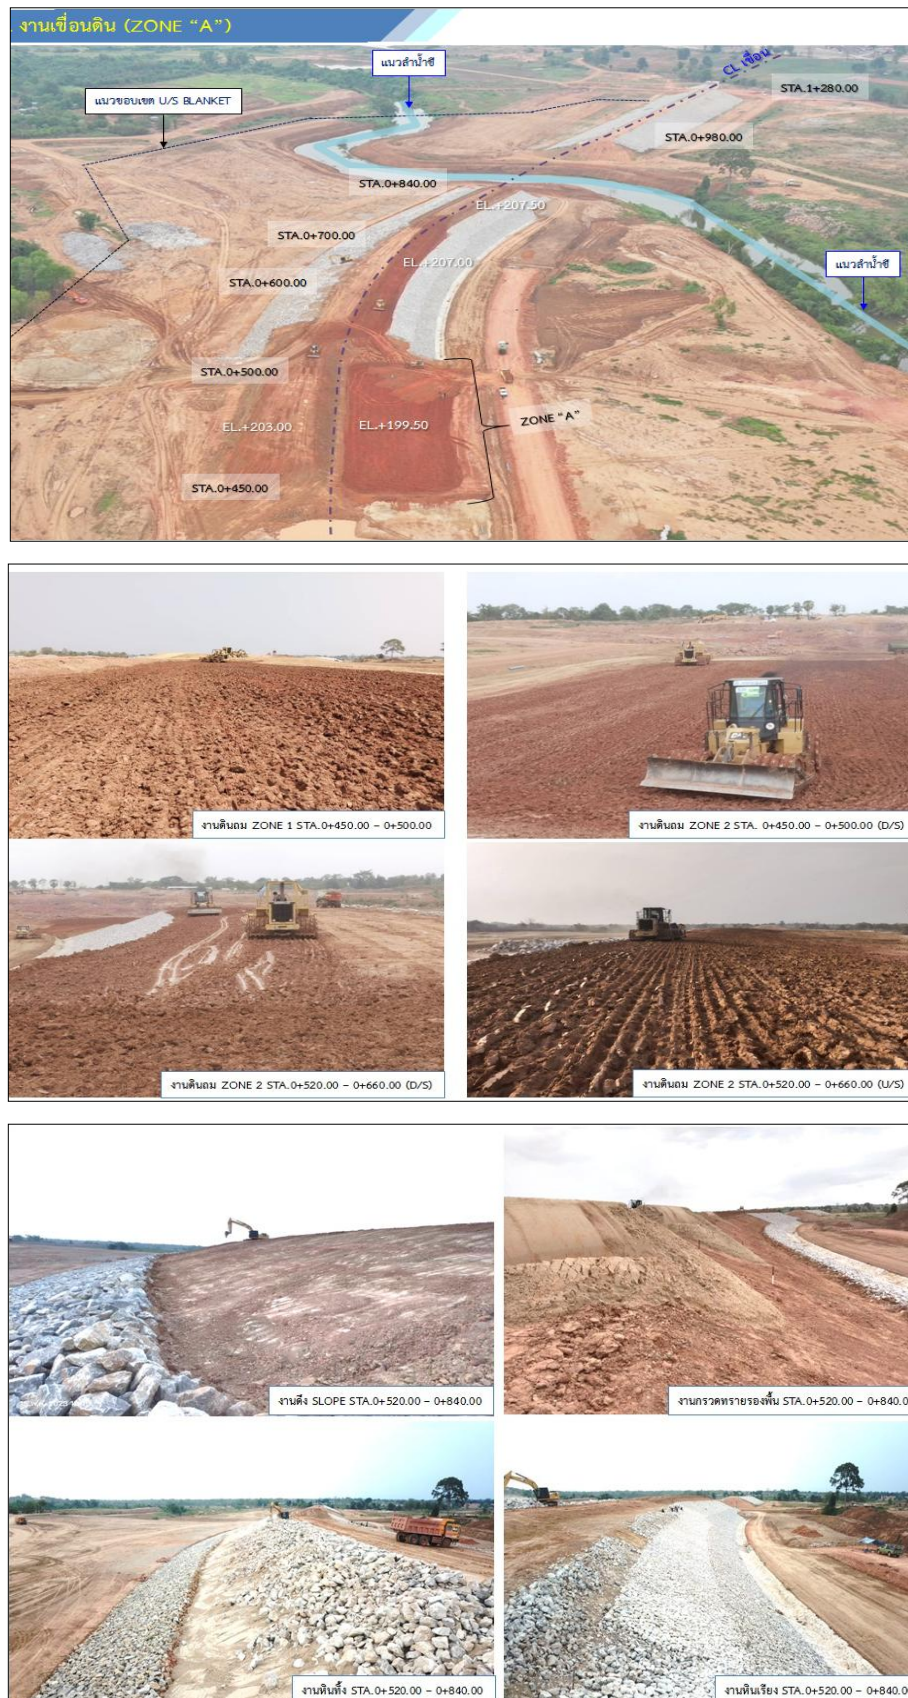 งานเขื่อนดิน (ZONE “A”)
แนวลำน้ำชี
CL เขื่อน
STA.1+280.00
แนวขอบเขต U/S BLANKET
STA.0+980.00
STA.0+840.00
EL.+207.50
STA.0+700.00
EL.+207.00
แนวลำน้ำชี
STA.0+600.00
STA.0+500.00
ZONE “A”
EL.+203.00
EL.+199.50
STA.0+450.00
งานดินถม ZONE 1 STA.0+450.00 – 0+500.00
งานดินถม ZONE 2 STA. 0+450.00 – 0+500.00 (D/S)
งานดินถม ZONE 2 STA.0+520.00 – 0+660.00 (D/S)
งานดินถม ZONE 2 STA.0+520.00 – 0+660.00 (U/S)
งานดึง SLOPE STA.0+520.00 – 0+840.00
งานกรวดทรายรองพื้น STA.0+520.00 – 0+840.0
งานหินทิ้ง STA.0+520.00 – 0+840.00
งานหินเรียง STA.0+520.00 – 0+840.00